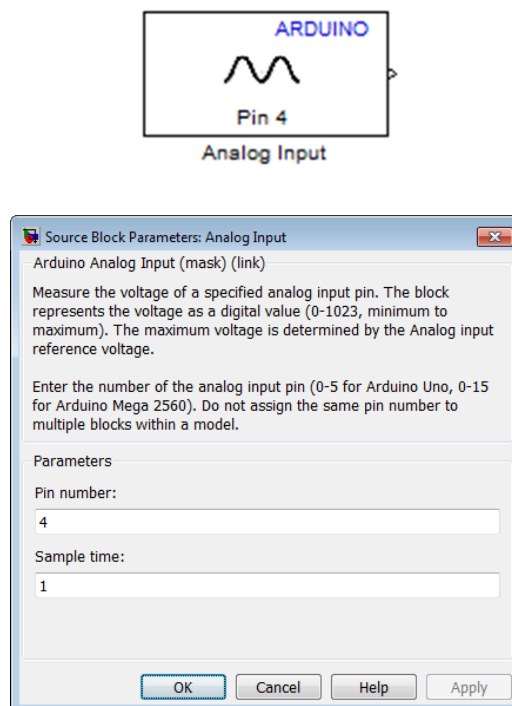 ARDUINO
Pin 4
Analog Input
Source Block Parameters: Analog Input
Arduino Analog Input (mask) (link)
Measure the voltage of a specified analog input pin. The block
represents the voltage as a digital value (0-1023, minimum to
maximum). The maximum voltage is determined by the Analog input
reference voltage.
Enter the number of the analog input pin (0-5 for Arduino Uno, 0-15
for Arduino Mega 2560). Do not assign the same pin number to
multiple blocks within a model.
Parameters
Pin number:
4
Sample time:
1
OK Cancel Help Apply